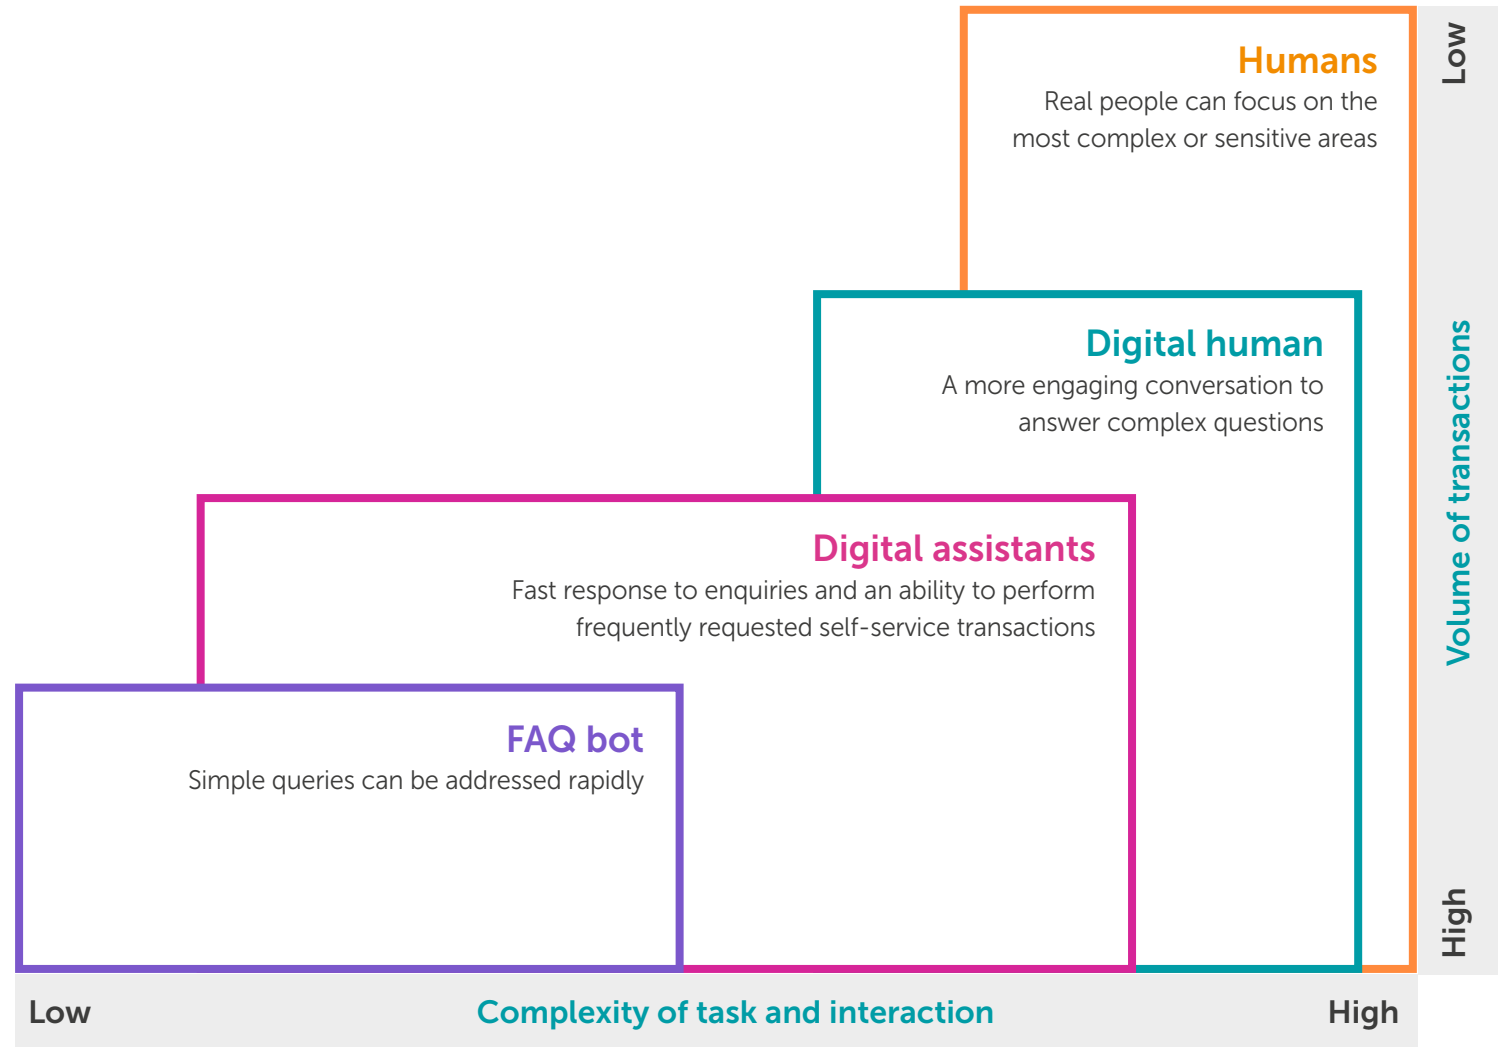 Humans
Real people can focus on the
most complex or sensitive areas
Digital human
A more engaging conversation to
answer complex questions
Digital assistants
Fast response to enquiries and an ability to perform
frequently requested self-service transactions
FAQ bot
Simple queries can be addressed rapidly
Low
Volume of transactions
High
Low
Complexity of task and interaction
High